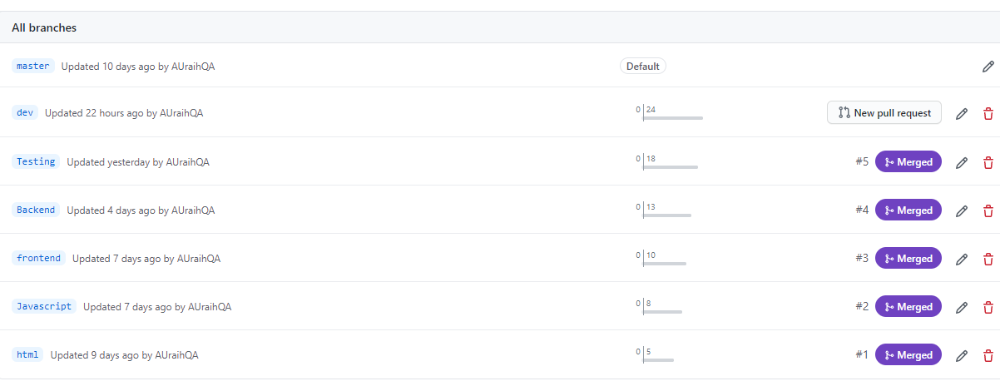 All branches
master Updated 10 days ago by AUraihQA Default
dev Updated 22 hours ago by AUraihQA 0 24 New pull request
Testing Updated yesterday by AUraihQA 0 18 #5 Merged
Backend Updated 4 days ago by AUraihQA 0 13 #4 Merged
frontend Updated 7 days ago by AUraihQA 0 10 #3 Merged
Javascript Updated 7 days ago by AUraihQA 0 8 #2 Merged
html Updated 9 days ago by AUraihQA 0 5 #1 Merged